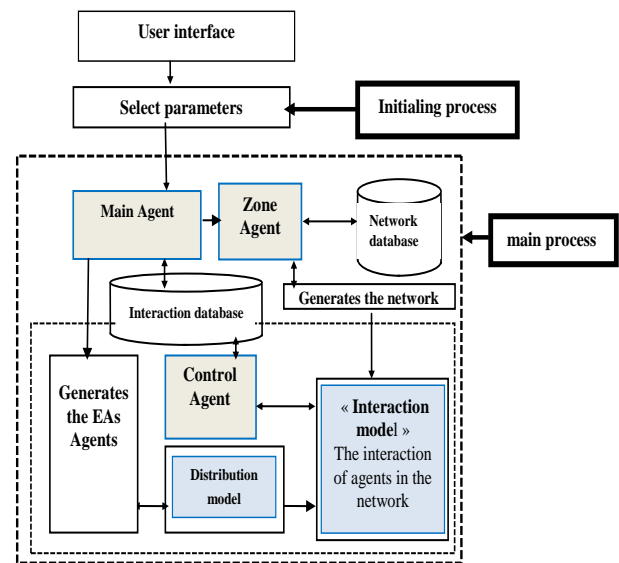 User interface
Select parameters
Initialing process
Main Agent
Zone
Agent
Network
database
main process
Interaction database
Generates the network
Generates
the EAs
Agents
Control
Agent
« Interaction
model »
The interaction
of agents in the
network
Distribution
model